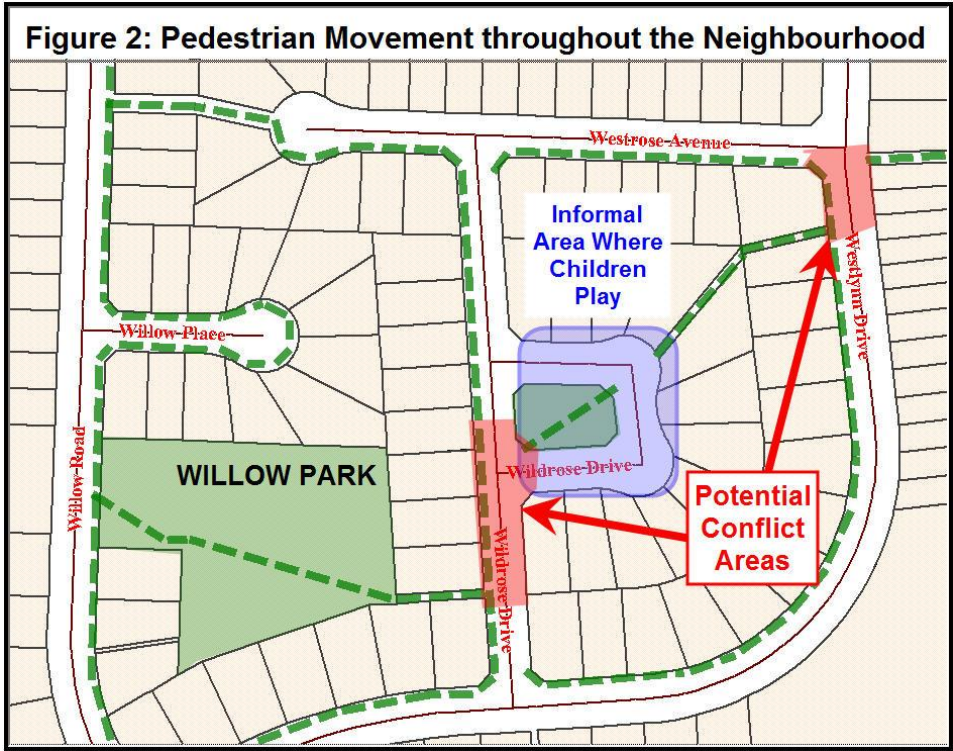 Figure 2: Pedestrian Movement throughout the Neighbourhood
Westrose Avenue
Informal
Area Where
Children
Play
Westlynn Drive
Willow Place
Willow Road
WILLOW PARK
Wildrose Drive
Wildrose Drive
Potential
Conflict
Areas